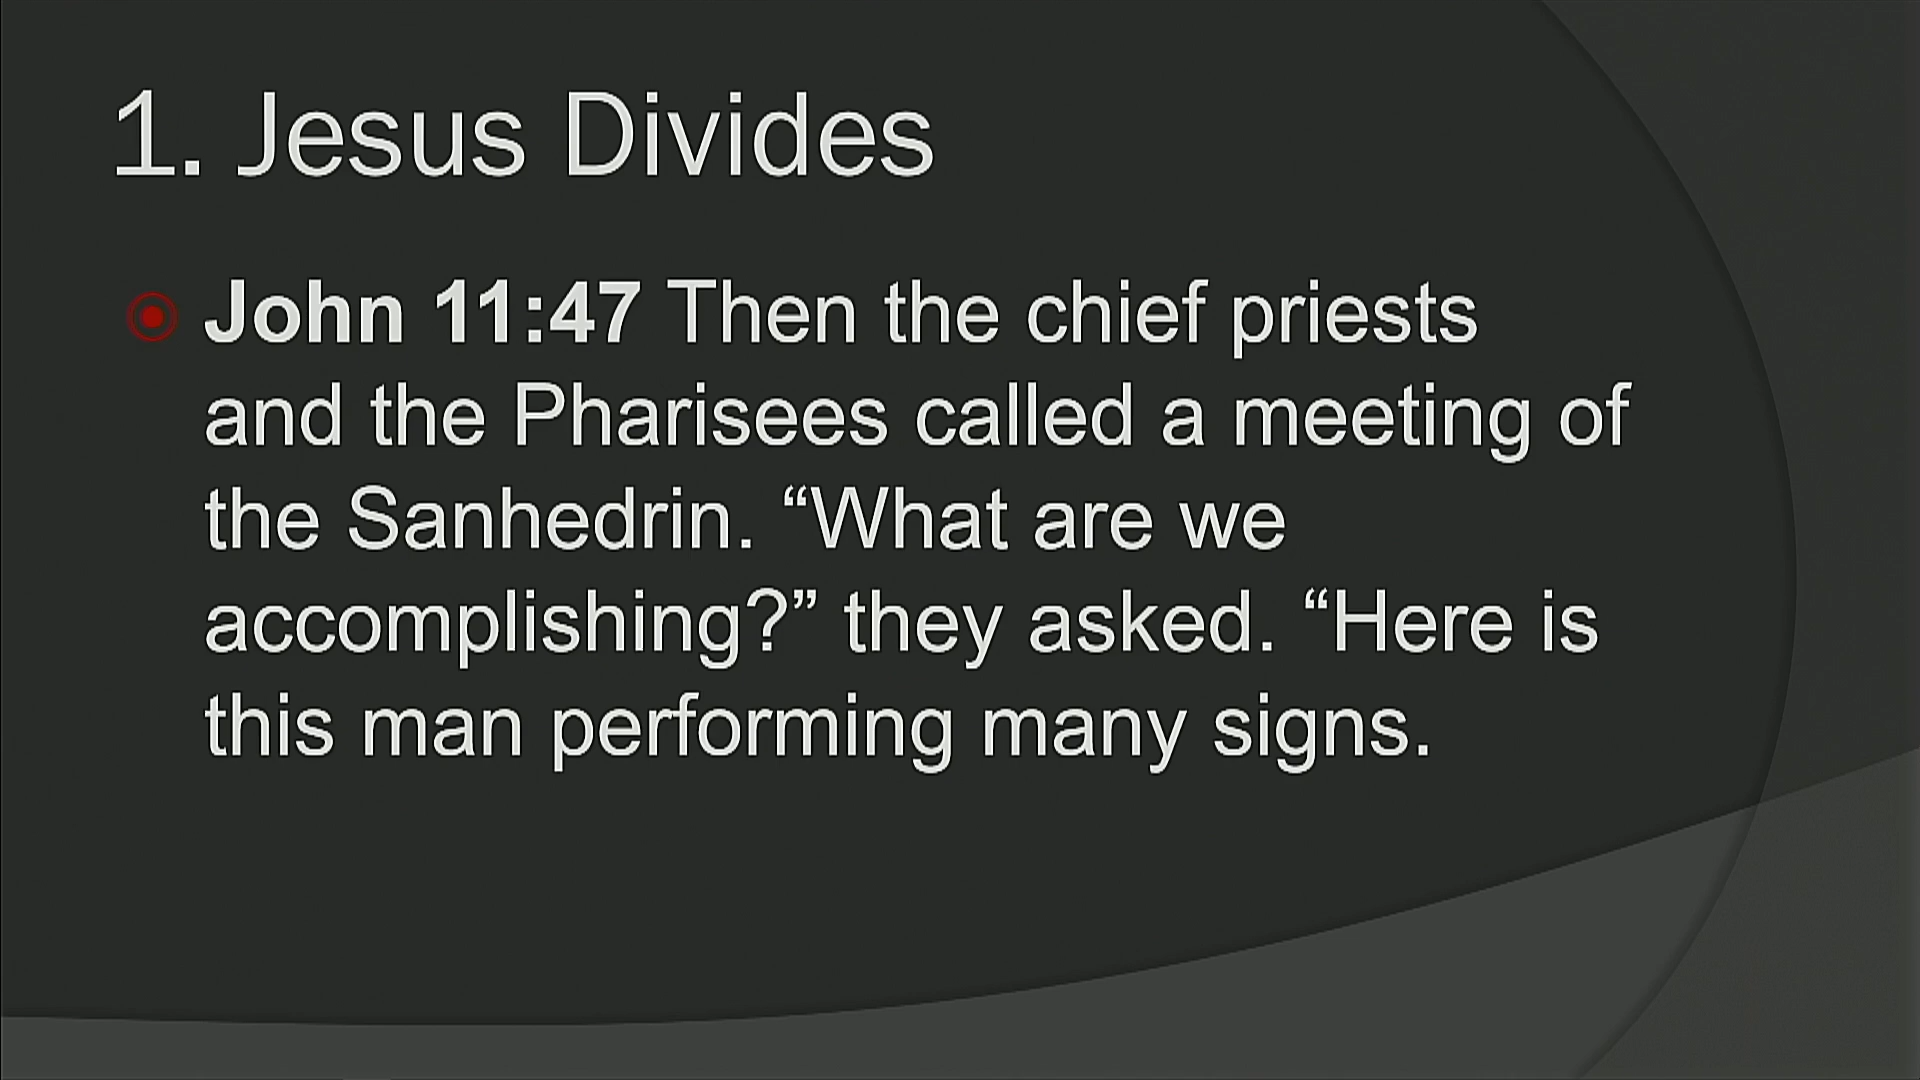 1. Jesus Divides
John 11:47 Then the chief priests
and the Pharisees called a meeting of
the Sanhedrin. “What are we
accomplishing?” they asked. “Here is
this man performing many signs.